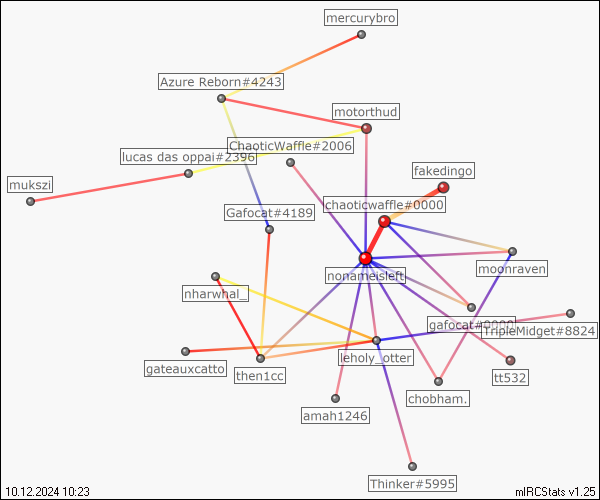 mercurybro
Azure Reborn#4243
motorthud
ChaoticWaffle#2006
lucas das oppai#2396
fakedingo
mukszi
chaoticwaffle#0000
Gafocat#4189
moonraven
nonameisleft
nharwhal_
gafocat#0000
TripleMidget#8824
leholy_otter
gateauxcatto
then1cc
tt532
chobham.
amah1246
Thinker#5995
10.12.2024 10:23
mIRCStats v1.25